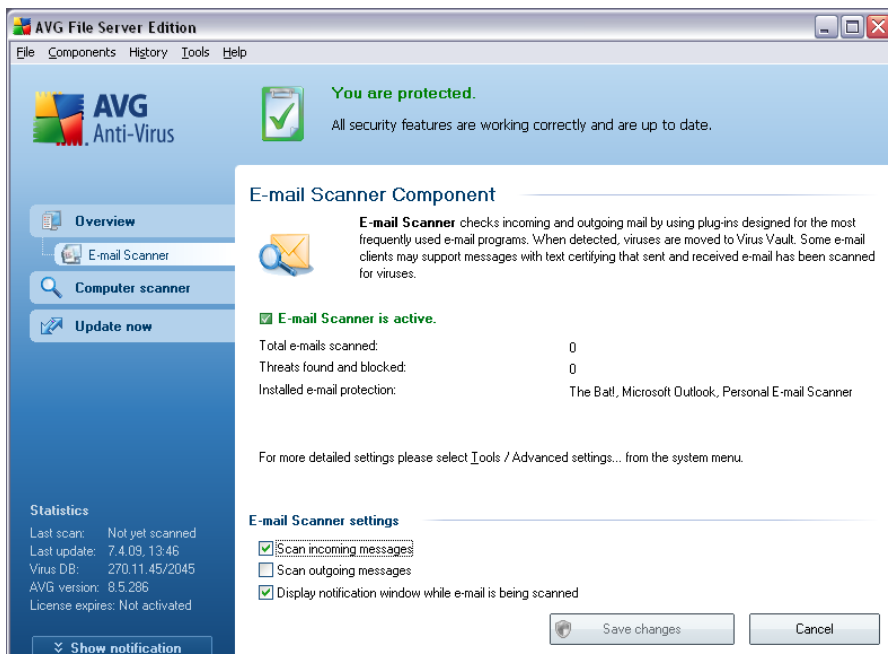 AVG File Server Edition
File Components History Tools Help
AVG
Anti-Virus
You are protected.
All security features are working correctly and are up to date.
Overview
E-mail Scanner
Computer scanner
Update now
E-mail Scanner Component
E-mail Scanner checks incoming and outgoing mail by using plug-ins designed for the most
frequently used e-mail programs. When detected, viruses are moved to Virus Vault. Some e-mail
clients may support messages with text certifying that sent and received e-mail has been scanned
for viruses.
E-mail Scanner is active.
Total e-mails scanned: 0
Threats found and blocked: 0
Installed e-mail protection: The Bat!, Microsoft Outlook, Personal E-mail Scanner
For more detailed settings please select Tools / Advanced settings... from the system menu.
Statistics
Last scan: Not yet scanned
Last update: 7.4.09, 13:46
Virus DB: 270.11.45/2045
AVG version: 8.5.286
License expires: Not activated
Show notification
E-mail Scanner settings
Scan incoming messages
Scan outgoing messages
Display notification window while e-mail is being scanned
Save changes
Cancel